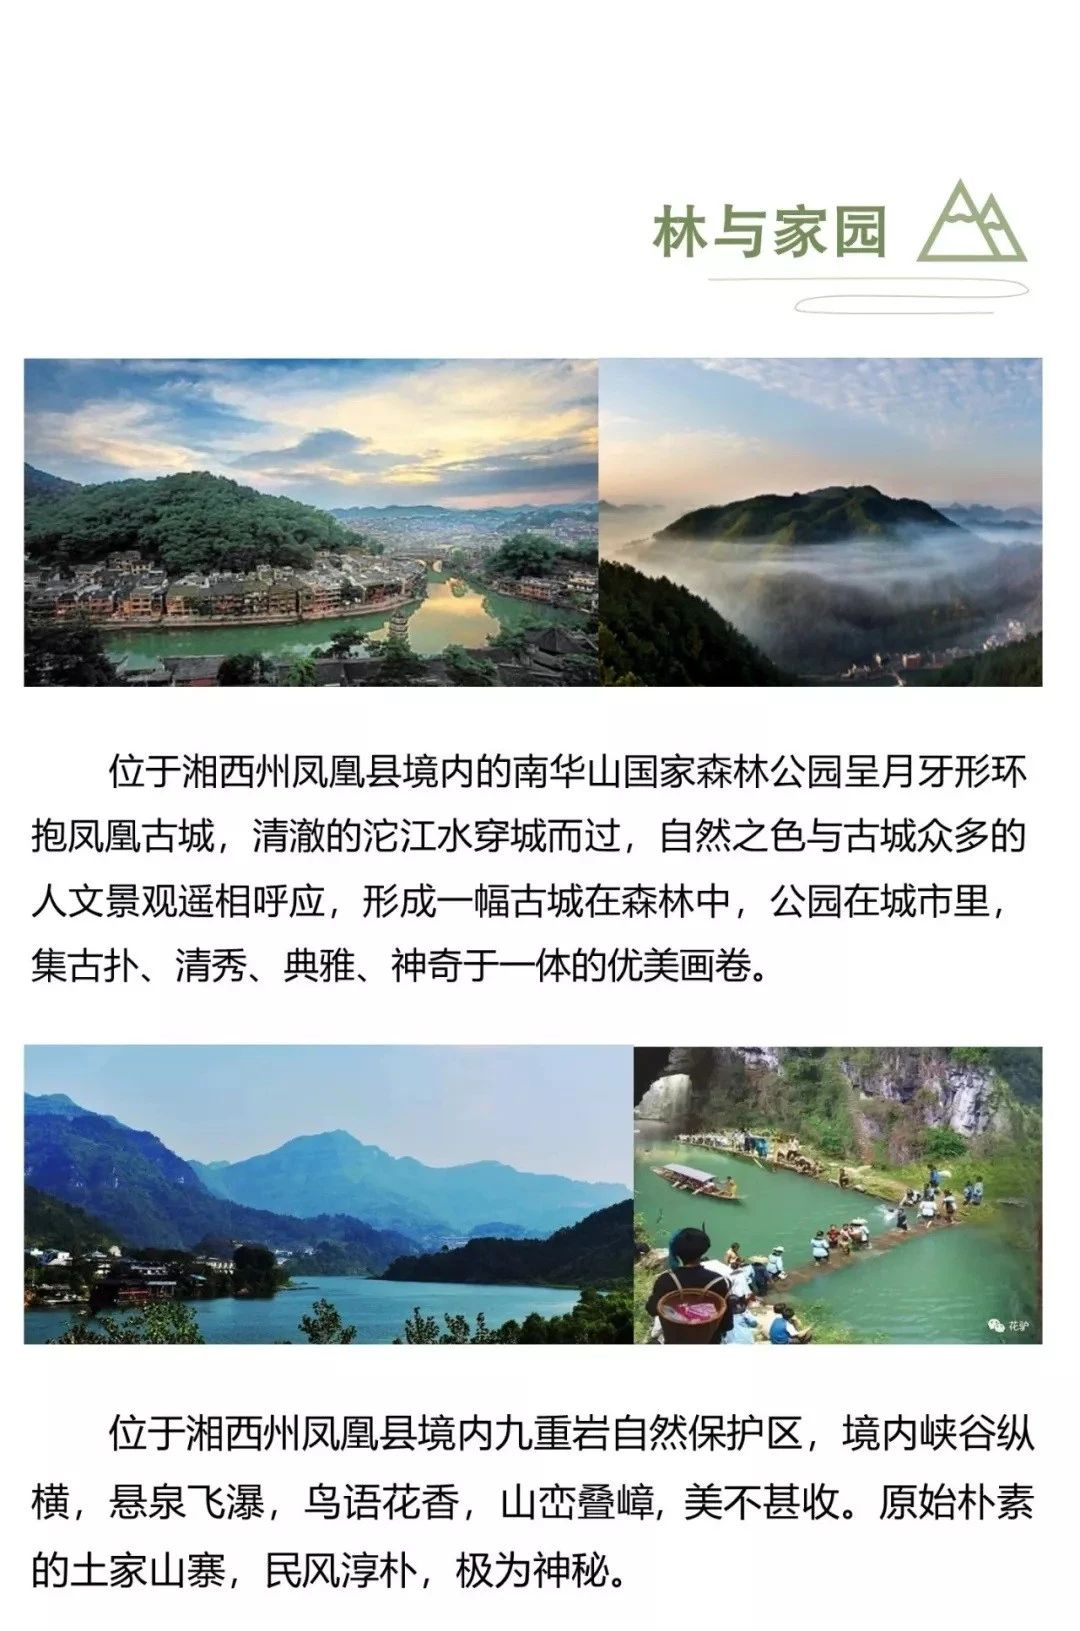 林与家园
位于湘西州凤凰县境内的南华山国家森林公园呈月牙形环
抱凤凰古城，清澈的沱江水穿城而过，自然之色与古城众多的
人文景观遥相呼应，形成一幅古城在森林中，公园在城市里，
集古扑、清秀、典雅、神奇于一体的优美画卷。
花驴
位于湘西州凤凰县境内九重岩自然保护区，境内峡谷纵
横，悬泉飞瀑，鸟语花香，山峦叠嶂, 美不甚收。原始朴素
的土家山寨，民风淳朴，极为神秘。